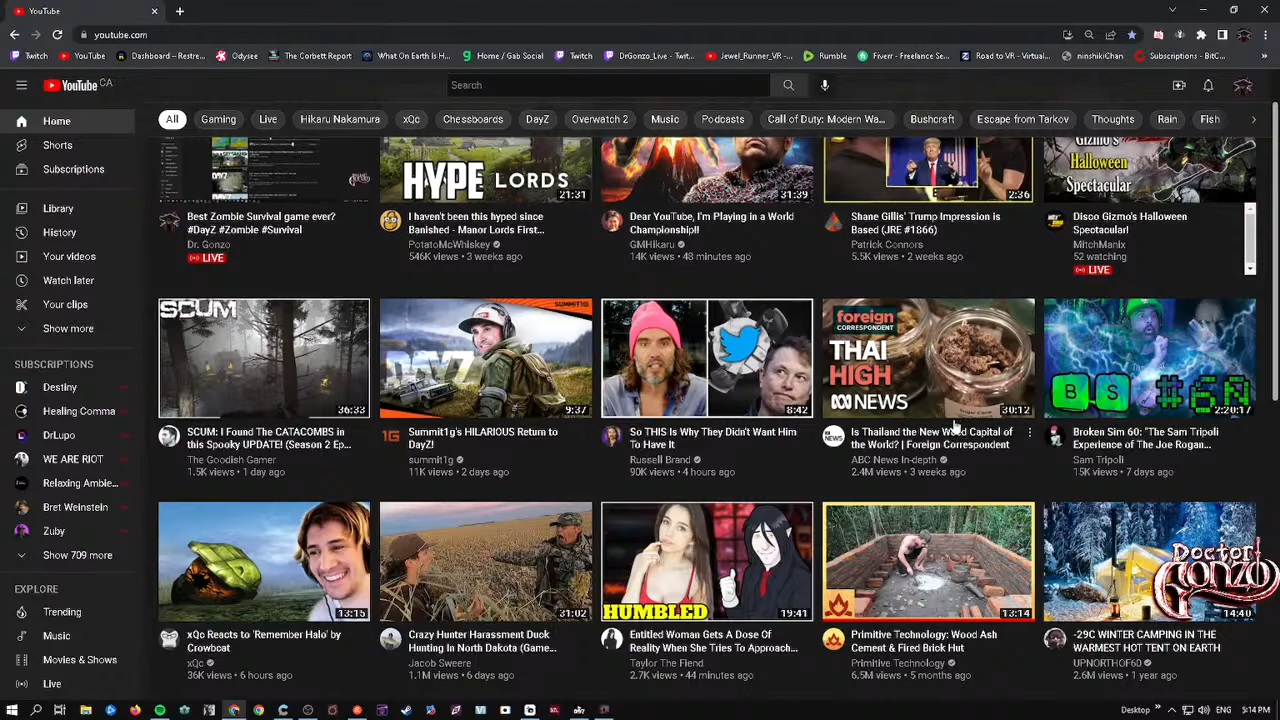 YouTube
youtube.com
Twitch
YouTube
Dashboard – Restre...
Odysee
The Corbett Report
What On Earth Is H...
Home / Gab Social
Twitch
DrGonzo_Live - Twit...
Jewel_Runner_VR -...
Rumble
Fiverr - Freelance Se...
Road to VR - Virtual...
ninshikiChan
Subscriptions - BitC...
YouTube CA
Search
Home
Shorts
Subscriptions
Library
History
Your videos
Watch later
Your clips
Show more
SUBSCRIPTIONS
Destiny
Healing Comma
DrLupo
WE ARE RIOT
Relaxing Ambie...
Bret Weinstein
Zuby
Show 709 more
EXPLORE
Trending
Music
Movies & Shows
Live
All
Gaming
Live
Hikaru Nakamura
xQc
Chessboards
DayZ
Overwatch 2
Music
Podcasts
Call of Duty: Modern Wa...
Bushcraft
Escape from Tarkov
Thoughts
Rain
Fish
Best Zombie Survival game ever?
#DayZ #Zombie #Survival
Dr. Gonzo
LIVE
HYPE LORDS
21:31
I haven't been this hyped since
Banished - Manor Lords First...
PotatoMcWhiskey
546K views • 3 weeks ago
31:39
Dear YouTube, I'm Playing in a World
Championship!!
GMHikaru
14K views • 48 minutes ago
2:36
Shane Gillis' Trump Impression is
Based (JRE #1866)
Patrick Connors
5.5K views • 2 weeks ago
Gizmo's
Halloween
Spectacular
Disco Gizmo's Halloween
Spectacular!
MitchManix
52 watching
LIVE
SCUM
36:33
SCUM: I Found The CATACOMBS in
this Spooky UPDATE! (Season 2 Ep...
The Goodish Gamer
1.5K views • 1 day ago
SUMMIT1G
9:37
Summit1g's HILARIOUS Return to
DayZ!
summit1g
11K views • 2 days ago
8:42
So THIS Is Why They Didn't Want Him
To Have It
Russell Brand
90K views • 4 hours ago
foreign
CORRESPONDENT
THAI
HIGH
NEWS
30:12
Is Thailand the New Weed Capital of
the World? | Foreign Correspondent
ABC News In-depth
2.4M views • 3 weeks ago
B S #60
2:20:17
Broken Sim 60: "The Sam Tripoli
Experience of The Joe Rogan...
Sam Tripoli
15K views • 7 days ago
13:15
xQc Reacts to 'Remember Halo' by
Crowbcat
xQc
36K views • 6 hours ago
31:02
Crazy Hunter Harassment Duck
Hunting in North Dakota (Game...
Jacob Sweere
1.1M views • 6 days ago
HUMBLED
19:41
Entitled Woman Gets A Dose Of
Reality When She Tries To Approach...
Taylor The Fiend
2.7K views • 44 minutes ago
13:14
Primitive Technology: Wood Ash
Cement & Fired Brick Hut
Primitive Technology
6.5M views • 5 months ago
Doctor
Gonzo
14:40
-29C WINTER CAMPING IN THE
WARMEST HOT TENT ON EARTH
UPNORTHOF60
2.6M views • 1 year ago
Desktop
ENG
9:14 PM